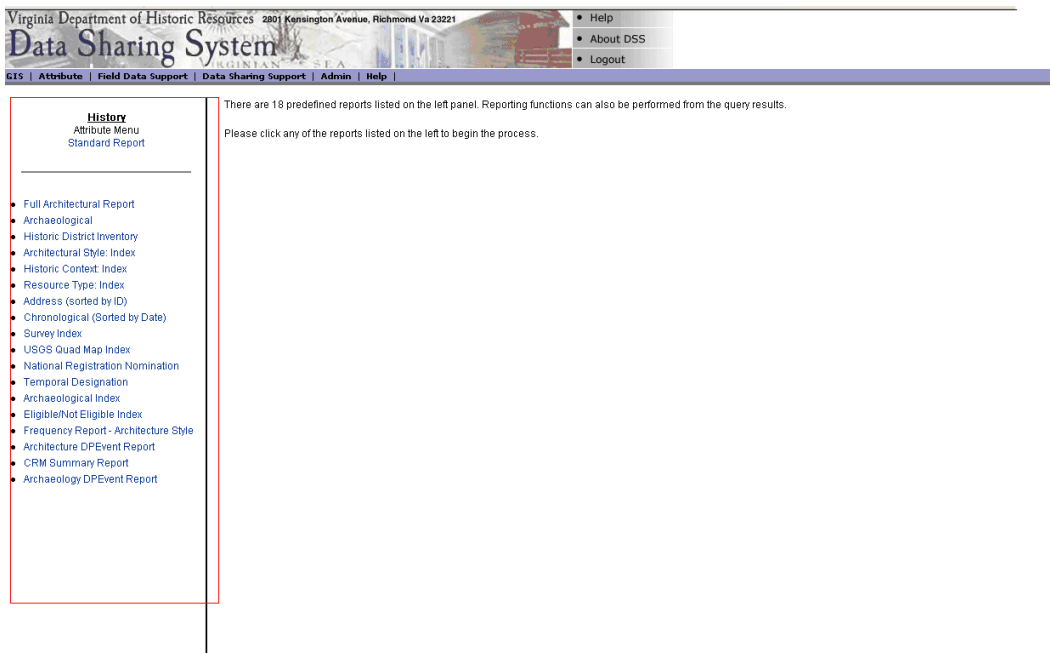 Virginia Department of Historic Resources 2801 Kensington Avenue, Richmond Va 23221
Data Sharing System
VIRGINIAN SEA
Help
About DSS
Logout
GIS | Attribute | Field Data Support | Data Sharing Support | Admin | Help |
History
Attribute Menu
Standard Report
There are 18 predefined reports listed on the left panel. Reporting functions can also be performed from the query results.
Please click any of the reports listed on the left to begin the process.
Full Architectural Report
Archaeological
Historic District Inventory
Architectural Style: Index
Historic Context: Index
Resource Type: Index
Address (sorted by ID)
Chronological (Sorted by Date)
Survey Index
USGS Quad Map Index
National Registration Nomination
Temporal Designation
Archaeological Index
Eligible/Not Eligible Index
Frequency Report - Architecture Style
Architecture DPEvent Report
CRM Summary Report
Archaeology DPEvent Report